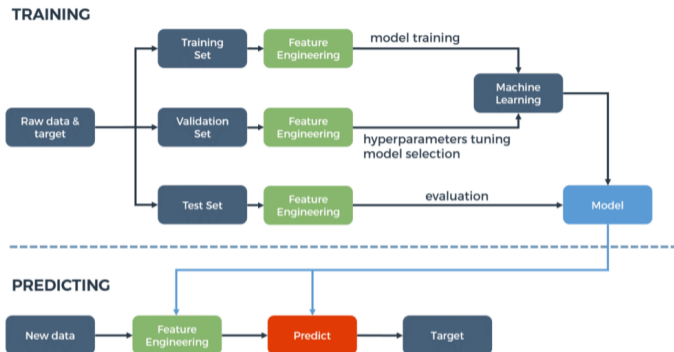 TRAINING
Training
Set
Feature
Engineering
model training
Machine
Learning
Raw data &
target
Validation
Set
Feature
Engineering
hyperparameters tuning
model selection
Test Set
Feature
Engineering
evaluation
Model
PREDICTING
New data
Feature
Engineering
Predict
Target